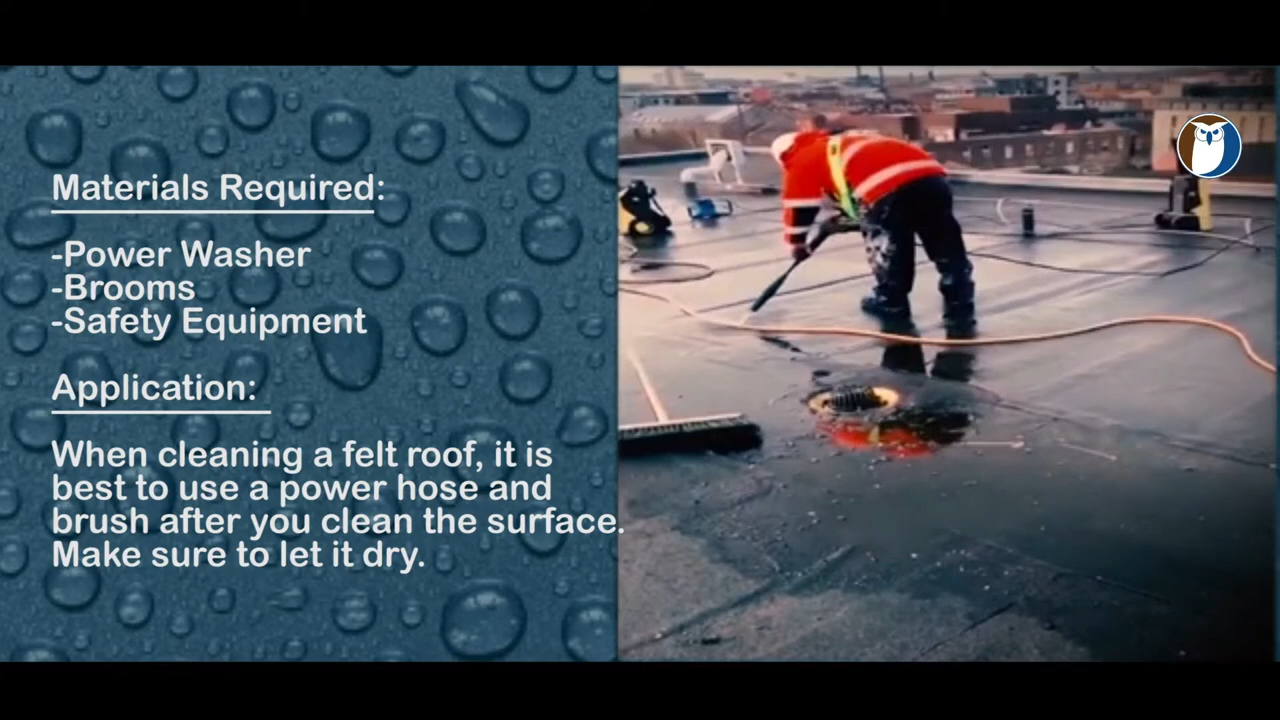 Materials Required:
-Power Washer
-Brooms
-Safety Equipment
Application:
When cleaning a felt roof, it is
best to use a power hose and
brush after you clean the surface.
Make sure to let it dry.